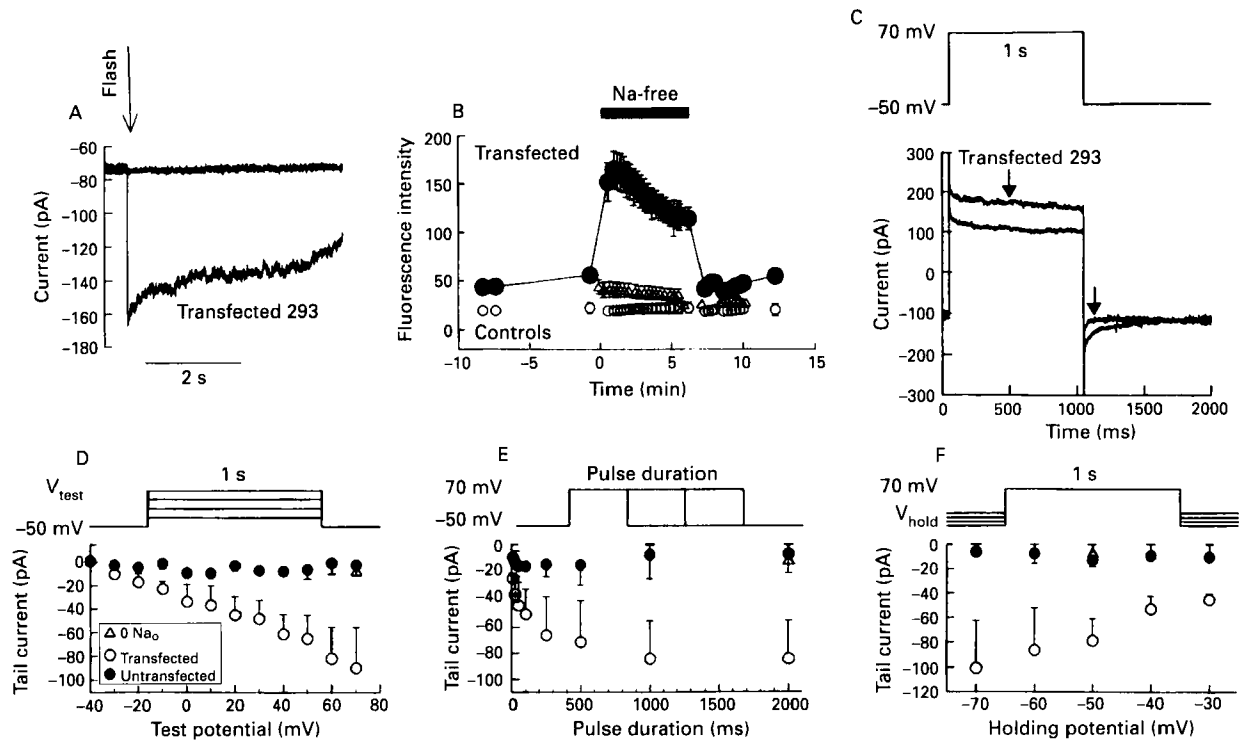 A
Flash
−60
−80
−100
−120
−140
−160
−180
Current (pA)
Transfected 293
2 s
B
Na-free
Transfected
200
150
100
50
0
Fluorescence intensity
Controls
−10 −5 0 5 10 15
Time (min)
C
70 mV
1 s
−50 mV
Transfected 293
300
200
100
0
−100
−200
−300
Current (pA)
0 500 1000 1500 2000
Time (ms)
D
1 s
Vtest
−50 mV
0
−20
−40
−60
−80
−100
Tail current (pA)
0 Nao
Transfected
Untransfected
−40 −20 0 20 40 60 80
Test potential (mV)
E
Pulse duration
70 mV
−50 mV
0
−20
−40
−60
−80
−100
Tail current (pA)
0 500 1000 1500 2000
Pulse duration (ms)
F
1 s
70 mV
Vhold
0
−20
−40
−60
−80
−100
−120
Tail current (pA)
−70 −60 −50 −40 −30
Holding potential (mV)